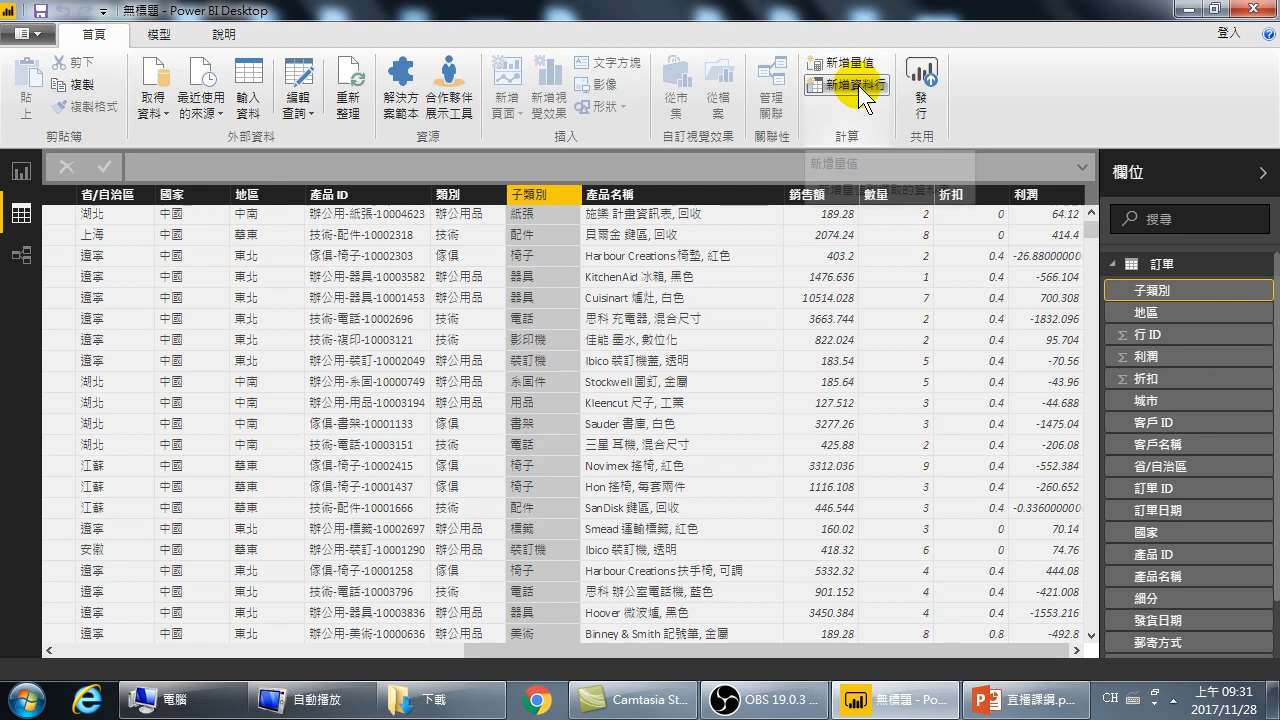 無標題 - Power BI Desktop
首頁 模型 說明 登入
貼上 剪下 複製 複製格式 剪貼簿
取得資料 最近使用的來源 輸入資料 編輯查詢 重新整理 外部資料
解決方案範本 合作夥伴展示工具 資源
新增頁面 新增視覺效果 文字方塊 影像 形狀 插入
從市集 從檔案 自訂視覺效果
管理關聯 關聯性
新增量值 新增資料行 計算
發行 共用
新增量值
省/自治區 國家 地區 產品 ID 類別 子類別 產品名稱 銷售額 數量 折扣 利潤
湖北 中國 中南 辦公用-紙張-10004623 辦公用品 紙張 施樂 計畫資訊表, 回收 189.28 2 0 64.12
上海 中國 華東 技術-配件-10002318 技術 配件 貝爾金 鍵區, 回收 2074.24 8 0 414.4
遼寧 中國 東北 傢俱-椅子-10002303 傢俱 椅子 Harbour Creations 椅墊, 紅色 403.2 2 0.4 -26.88000000
遼寧 中國 東北 辦公用-器具-10003582 辦公用品 器具 KitchenAid 冰箱, 黑色 1476.636 1 0.4 -566.104
遼寧 中國 東北 辦公用-器具-10001453 辦公用品 器具 Cuisinart 爐灶, 白色 10514.028 7 0.4 700.308
遼寧 中國 東北 技術-電話-10002696 技術 電話 思科 充電器, 混合尺寸 3663.744 2 0.4 -1832.096
遼寧 中國 東北 技術-複印-10003121 技術 影印機 佳能 墨水, 數位化 822.024 2 0.4 95.704
遼寧 中國 東北 辦公用-裝訂-10002049 辦公用品 裝訂機 Ibico 裝訂機蓋, 透明 183.54 5 0.4 -70.56
湖北 中國 中南 辦公用-系固-10000749 辦公用品 系固件 Stockwell 圖釘, 金屬 185.64 5 0.4 -43.96
湖北 中國 中南 辦公用-用品-10003194 辦公用品 用品 Kleencut 尺子, 工業 127.512 3 0.4 -44.688
湖北 中國 中南 傢俱-書架-10001133 傢俱 書架 Sauder 書庫, 白色 3277.26 3 0.4 -1475.04
湖北 中國 中南 技術-電話-10003151 技術 電話 三星 耳機, 混合尺寸 425.88 2 0.4 -206.08
江蘇 中國 華東 傢俱-椅子-10002415 傢俱 椅子 Novimex 搖椅, 紅色 3312.036 9 0.4 -552.384
江蘇 中國 華東 傢俱-椅子-10001437 傢俱 椅子 Hon 搖椅, 每套兩件 1116.108 3 0.4 -260.652
江蘇 中國 華東 技術-配件-10001666 技術 配件 SanDisk 鍵區, 回收 446.544 3 0.4 -0.336000000
遼寧 中國 東北 辦公用-標籤-10002697 辦公用品 標籤 Smead 運輸標籤, 紅色 160.02 3 0 70.14
安徽 中國 華東 辦公用-裝訂-10001290 辦公用品 裝訂機 Ibico 裝訂機, 透明 418.32 6 0 74.76
遼寧 中國 東北 傢俱-椅子-10001258 傢俱 椅子 Harbour Creations 扶手椅, 可調 5332.32 4 0.4 444.08
遼寧 中國 東北 技術-電話-10003796 技術 電話 思科 辦公室電話機, 藍色 901.152 4 0.4 -421.008
遼寧 中國 東北 辦公用-器具-10003836 辦公用品 器具 Hoover 微波爐, 黑色 3450.384 4 0.4 -1553.216
遼寧 中國 東北 辦公用-美術-10000636 辦公用品 美術 Binney & Smith 記號筆, 金屬 189.28 8 0.8 -492.8
欄位
搜尋
訂單
子類別
地區
行 ID
利潤
折扣
城市
客戶 ID
客戶名稱
省/自治區
訂單 ID
訂單日期
國家
產品 ID
產品名稱
細分
發貨日期
郵寄方式
電腦 自動播放 下載 Camtasia St... OBS 19.0.3 ... 無標題 - Po... 直播課綱.p... CH 上午 09:31
2017/11/28